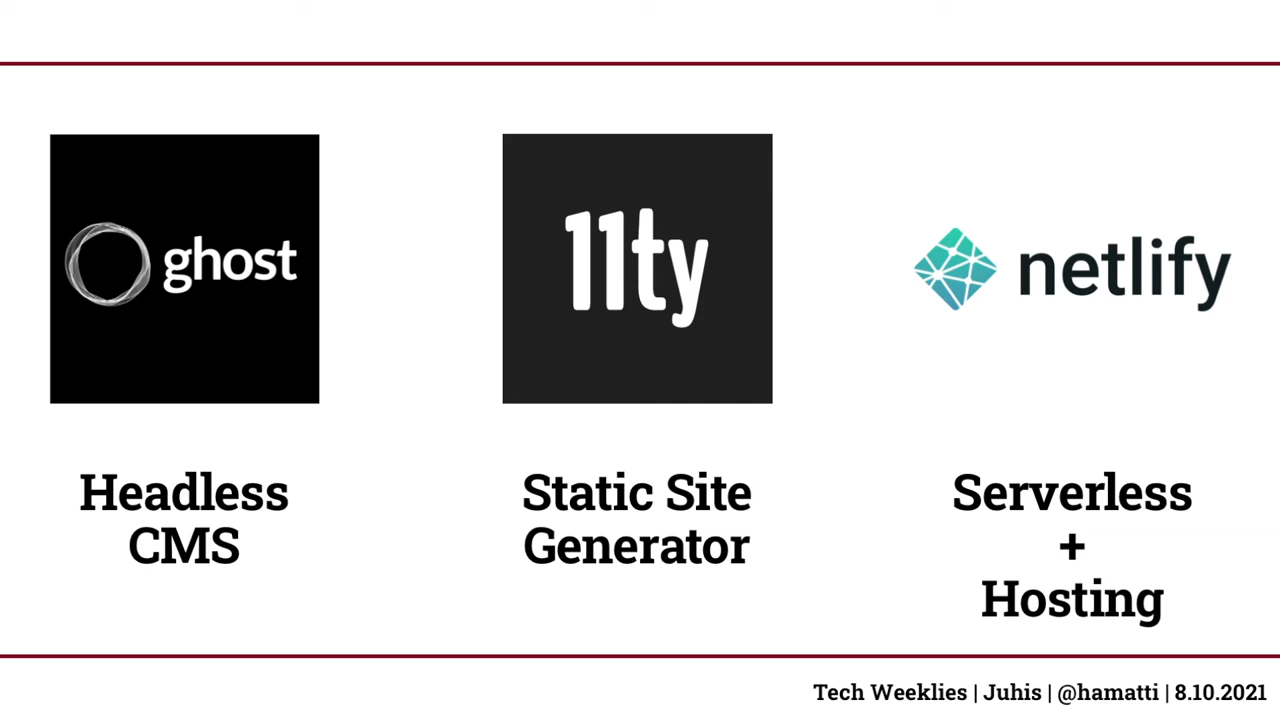 ghost
11ty
netlify
Headless
CMS
Static Site
Generator
Serverless
+
Hosting
Tech Weeklies | Juhis | @hamatti | 8.10.2021